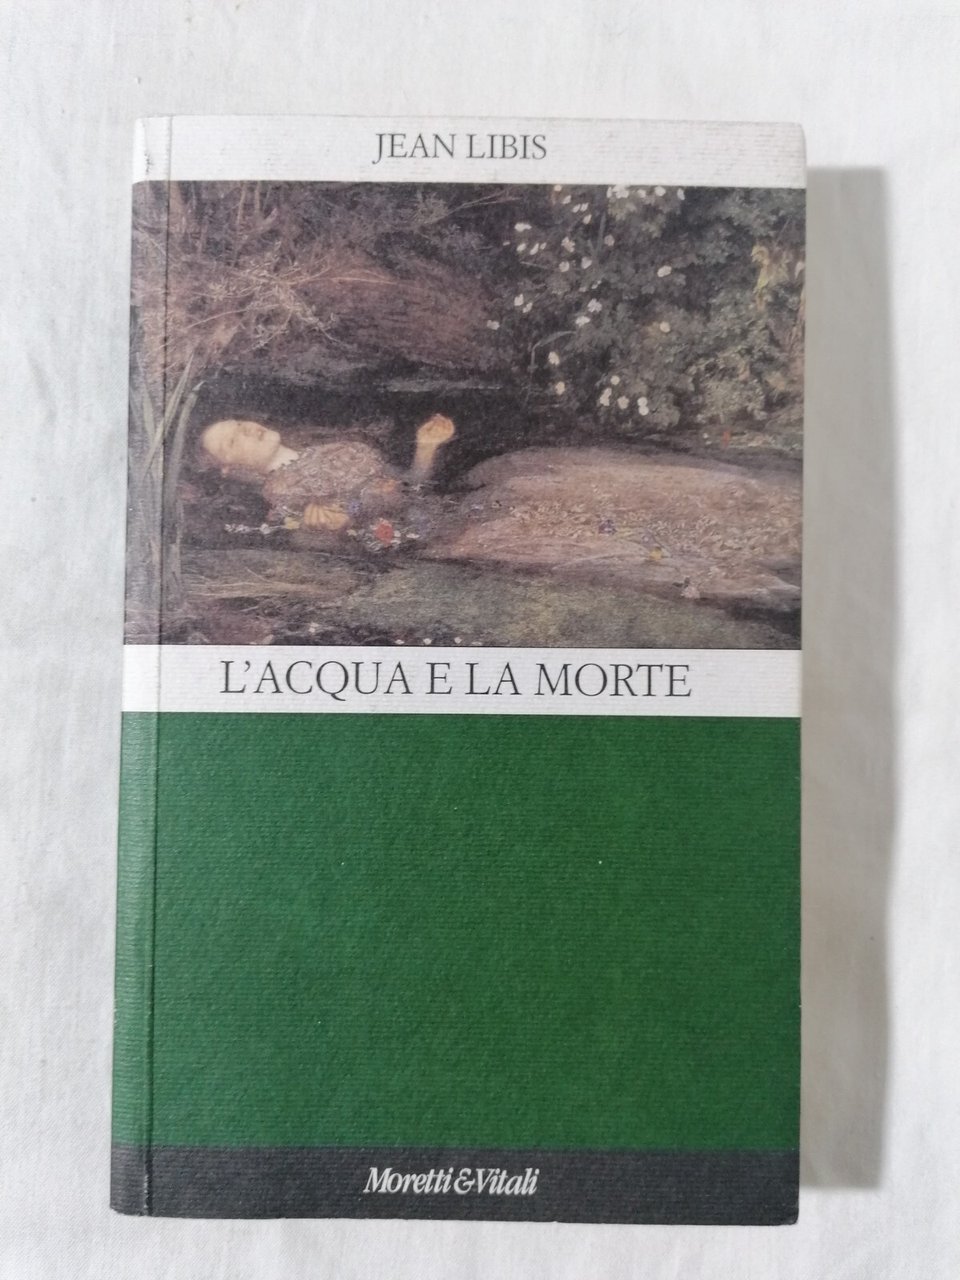 JEAN LIBIS
L'ACQUA E LA MORTE
Moretti&Vitali